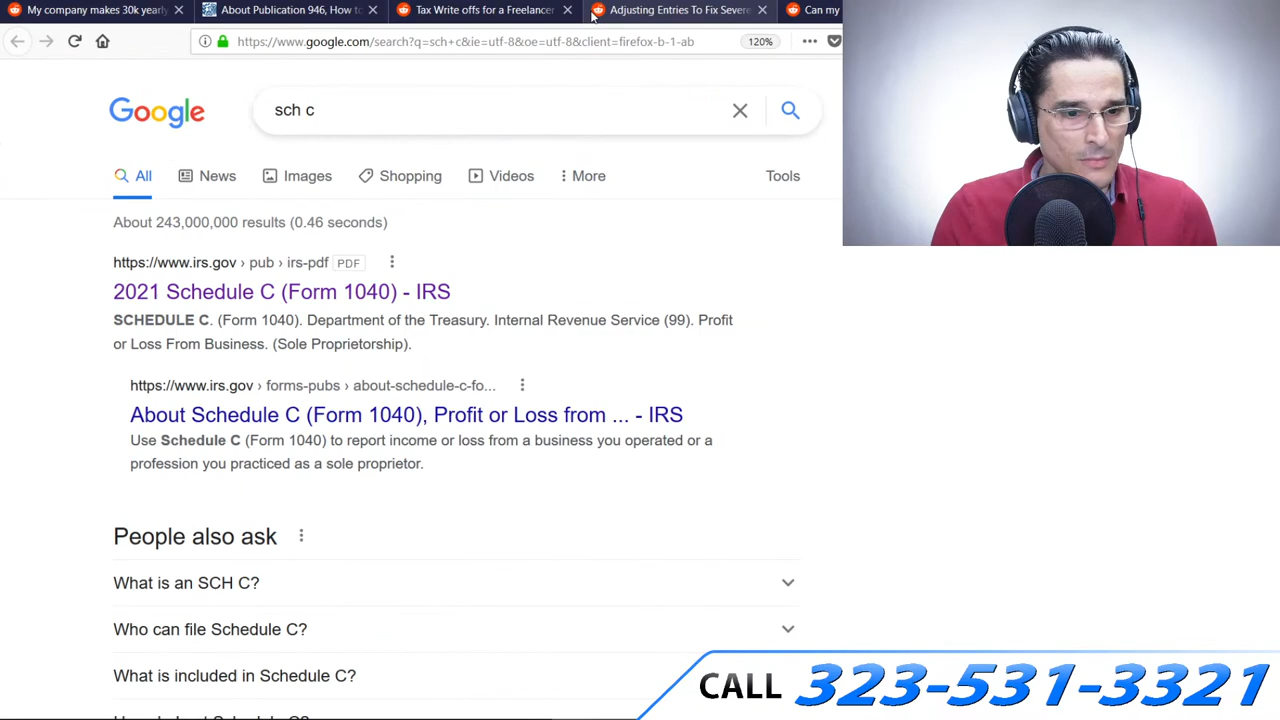 My company makes 30k yearly
About Publication 946, How to
Tax Write offs for a Freelancer
Adjusting Entries To Fix Severe
Can my
https://www.google.com/search?q=sch+c&ie=utf-8&oe=utf-8&client=firefox-b-1-ab
120%
Google
sch c
All
News
Images
Shopping
Videos
More
Tools
About 243,000,000 results (0.46 seconds)
https://www.irs.gov › pub › irs-pdf PDF
2021 Schedule C (Form 1040) - IRS
SCHEDULE C. (Form 1040). Department of the Treasury. Internal Revenue Service (99). Profit
or Loss From Business. (Sole Proprietorship).
https://www.irs.gov › forms-pubs › about-schedule-c-fo...
About Schedule C (Form 1040), Profit or Loss from ... - IRS
Use Schedule C (Form 1040) to report income or loss from a business you operated or a
profession you practiced as a sole proprietor.
People also ask
What is an SCH C?
Who can file Schedule C?
What is included in Schedule C?
CALL 323-531-3321